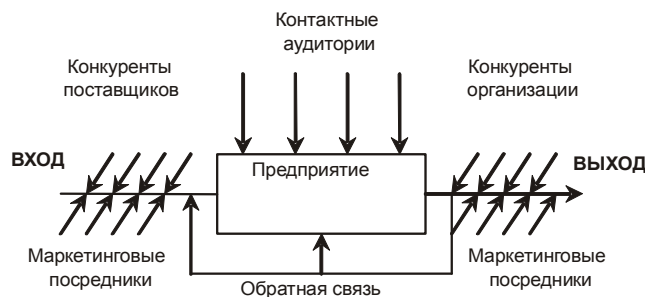 Контактные
аудитории
Конкуренты
поставщиков
Конкуренты
организации
ВХОД
Предприятие
ВЫХОД
Маркетинговые
посредники
Обратная связь
Маркетинговые
посредники